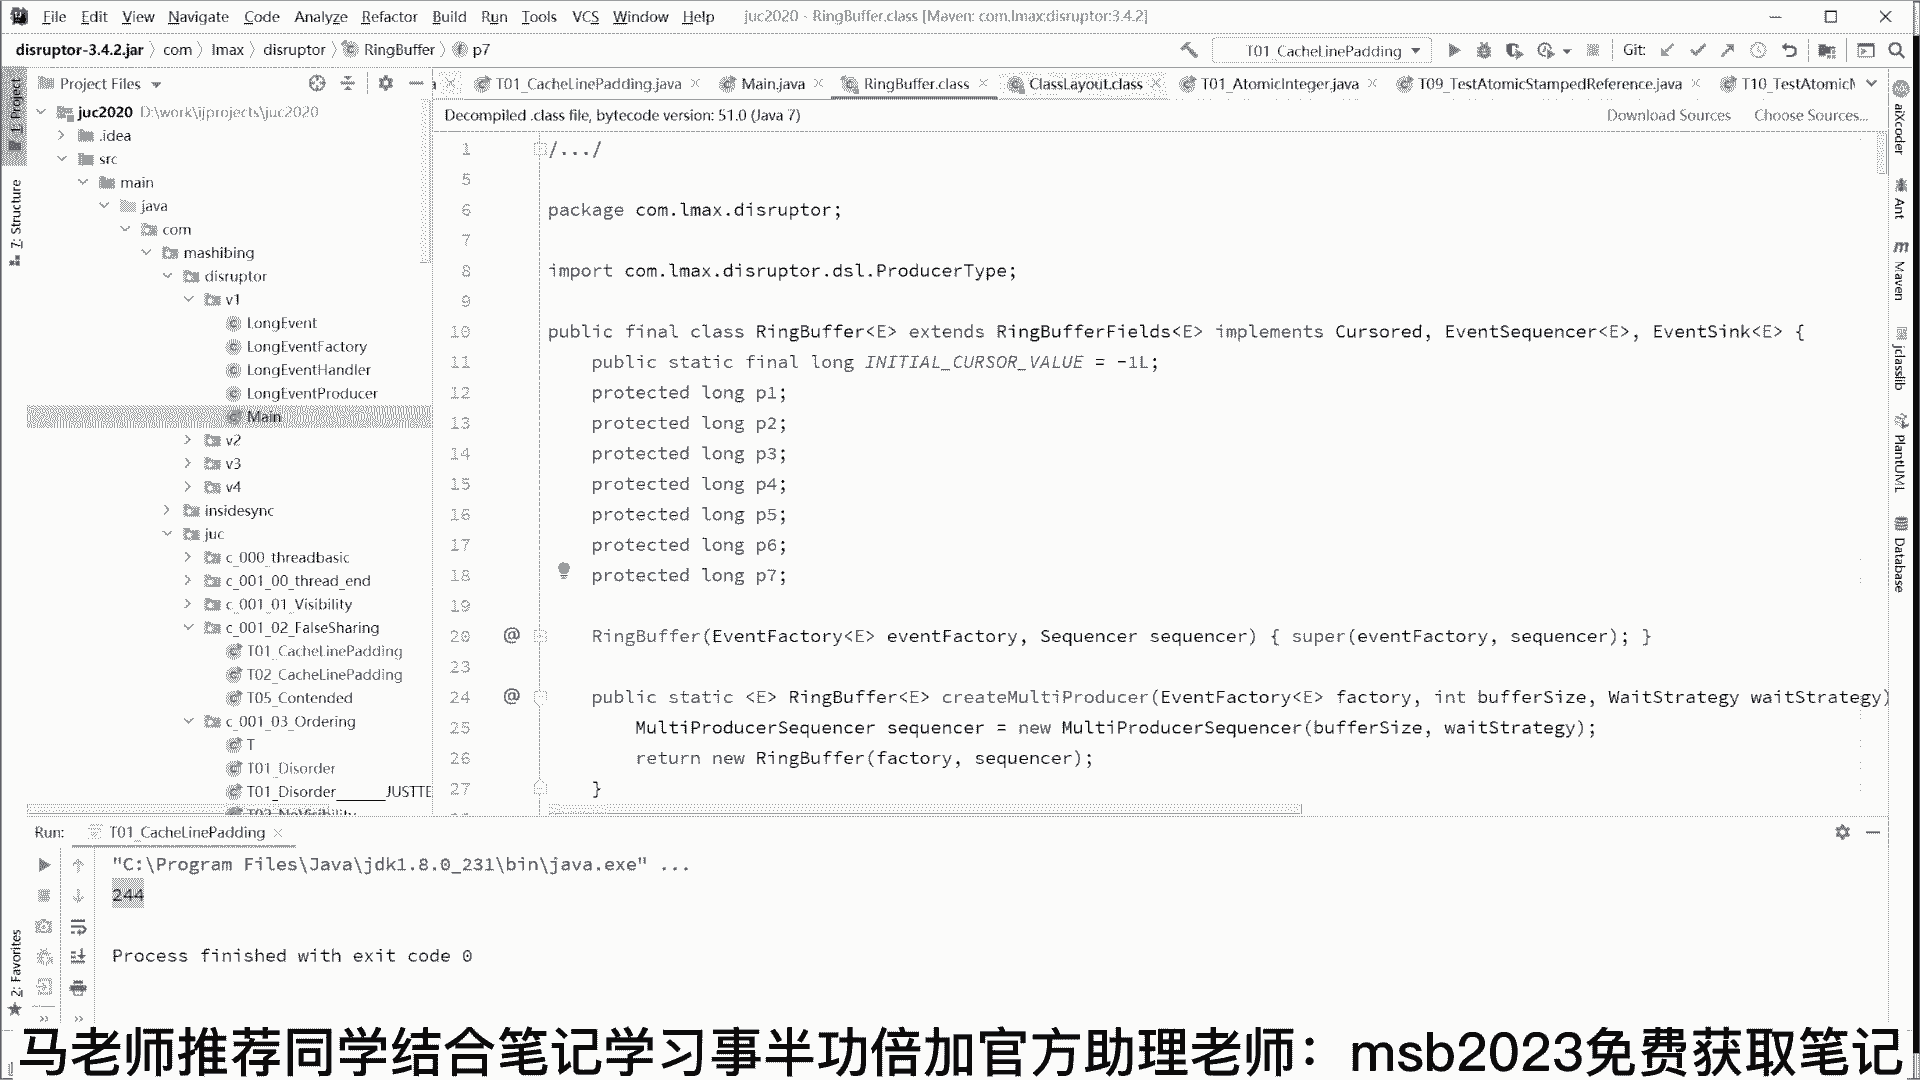 File Edit View Navigate Code Analyze Refactor Build Run Tools VCS Window Help juc2020 - RingBuffer.class [Maven: com.lmax:disruptor:3.4.2]
disruptor-3.4.2.jar com lmax disruptor RingBuffer p7 T01_CacheLinePadding Git:
Project Files T01_CacheLinePadding.java Main.java RingBuffer.class ClassLayout.class T01_AtomicInteger.java T09_TestAtomicStampedReference.java T10_TestAtomicI
1: Project
7: Structure
2: Favorites
juc2020 D:\work\ijprojects\juc2020
.idea
src
main
java
com
mashibing
disruptor
v1
LongEvent
LongEventFactory
LongEventHandler
LongEventProducer
Main
v2
v3
v4
insidesync
juc
c_000_threadbasic
c_001_00_thread_end
c_001_01_Visibility
c_001_02_FalseSharing
T01_CacheLinePadding
T02_CacheLinePadding
T05_Contended
c_001_03_Ordering
T
T01_Disorder
T01_Disorder______JUSTTE
Decompiled .class file, bytecode version: 51.0 (Java 7) Download Sources Choose Sources...
1 /.../
5
6 package com.lmax.disruptor;
7
8 import com.lmax.disruptor.dsl.ProducerType;
9
10 public final class RingBuffer<E> extends RingBufferFields<E> implements Cursored, EventSequencer<E>, EventSink<E> {
11 public static final long INITIAL_CURSOR_VALUE = -1L;
12 protected long p1;
13 protected long p2;
14 protected long p3;
15 protected long p4;
16 protected long p5;
17 protected long p6;
18 protected long p7;
19
20 @ RingBuffer(EventFactory<E> eventFactory, Sequencer sequencer) { super(eventFactory, sequencer); }
23
24 @ public static <E> RingBuffer<E> createMultiProducer(EventFactory<E> factory, int bufferSize, WaitStrategy waitStrategy)
25 MultiProducerSequencer sequencer = new MultiProducerSequencer(bufferSize, waitStrategy);
26 return new RingBuffer(factory, sequencer);
27 }
aiXcoder
Ant
Maven
jclasslib
PlantUML
Database
Run: T01_CacheLinePadding
"C:\Program Files\Java\jdk1.8.0_231\bin\java.exe" ...
244
Process finished with exit code 0
马老师推荐同学结合笔记学习事半功倍加官方助理老师：msb2023免费获取笔记